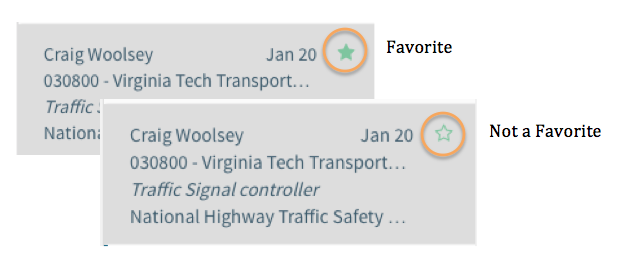 Craig Woolsey Jan 20 Favorite
030800 - Virginia Tech Transport...
Traffic
Nationa
Craig Woolsey Jan 20 Not a Favorite
030800 - Virginia Tech Transport...
Traffic Signal controller
National Highway Traffic Safety ...